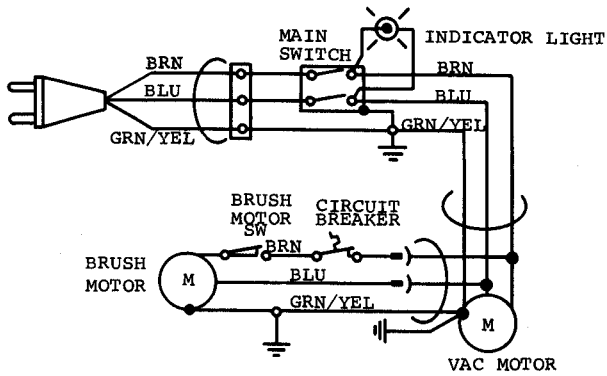 MAIN
SWITCH
INDICATOR LIGHT
BRN
BRN
BLU
BLU
GRN/YEL
GRN/YEL
BRUSH
MOTOR
SW
CIRCUIT
BREAKER
BRN
BRUSH
MOTOR
M
BLU
GRN/YEL
M
VAC MOTOR